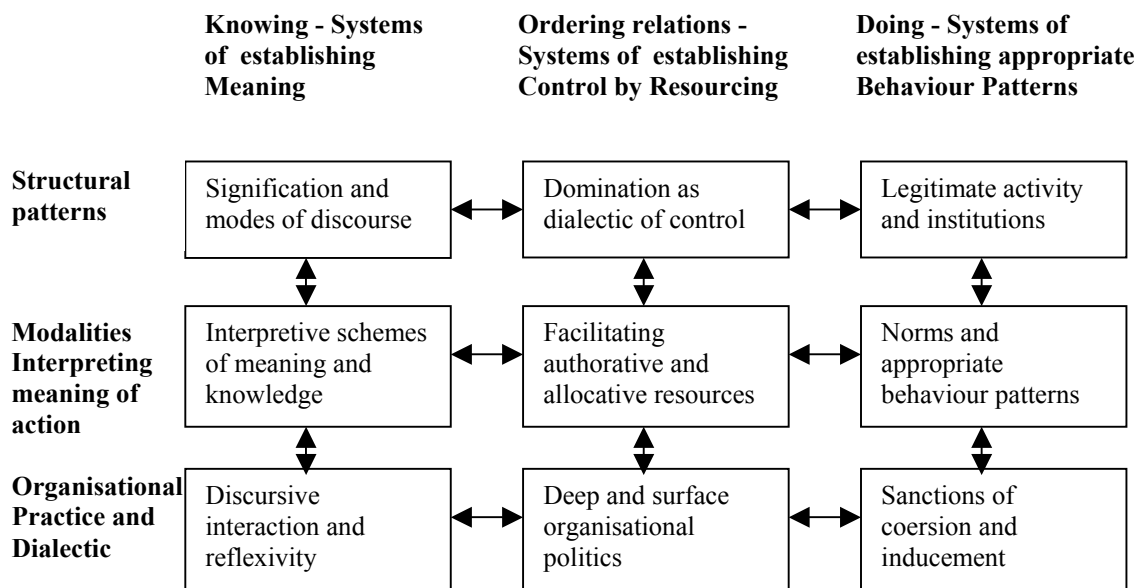 Knowing - Systems
of establishing
Meaning
Ordering relations -
Systems of establishing
Control by Resourcing
Doing - Systems of
establishing appropriate
Behaviour Patterns
Structural
patterns
Signification and
modes of discourse
Domination as
dialectic of control
Legitimate activity
and institutions
Modalities
Interpreting
meaning of
action
Interpretive schemes
of meaning and
knowledge
Facilitating
authorative and
allocative resources
Norms and
appropriate
behaviour patterns
Organisational
Practice and
Dialectic
Discursive
interaction and
reflexivity
Deep and surface
organisational
politics
Sanctions of
coersion and
inducement